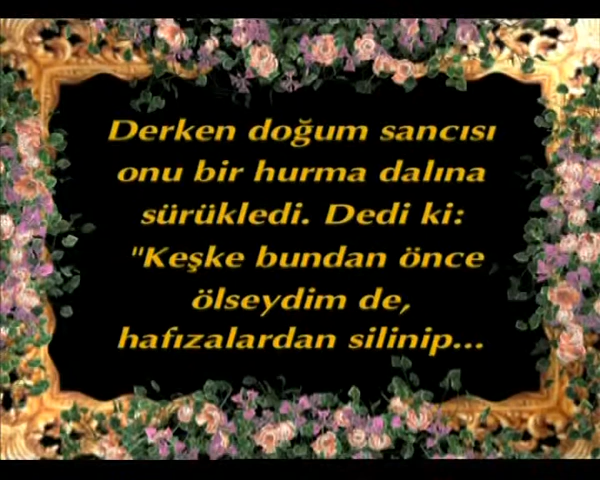 Derken doğum sancısı
onu bir hurma dalına
sürükledi. Dedi ki:
"Keşke bundan önce
ölseydim de,
hafızalardan silinip...